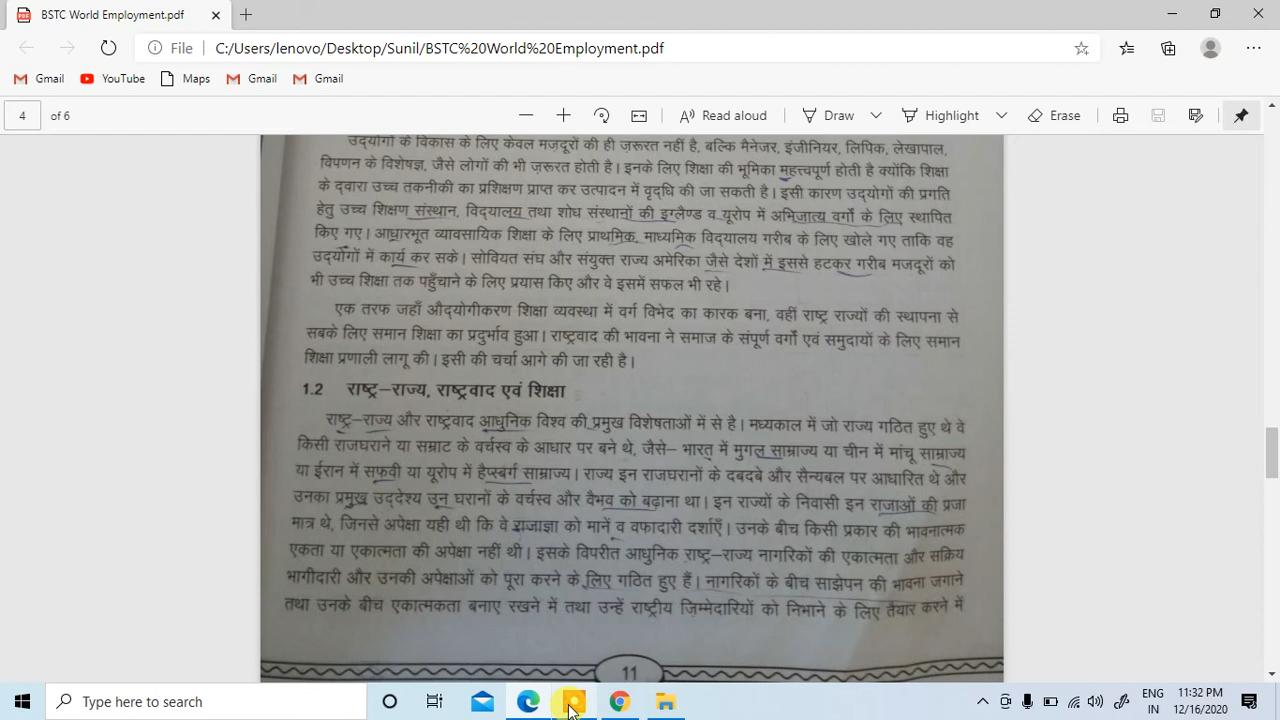 BSTC World Employment.pdf
File C:/Users/lenovo/Desktop/Sunil/BSTC%20World%20Employment.pdf
Gmail YouTube Maps Gmail Gmail
4 of 6 Read aloud Draw Highlight Erase
उद्योगों के विकास के लिए केवल मज़दूरों की ही ज़रूरत नहीं है, बल्कि मैनेजर, इंजीनियर, लिपिक, लेखापाल,
विपणन के विशेषज्ञ, जैसे लोगों की भी ज़रूरत होती है। इनके लिए शिक्षा की भूमिका महत्त्वपूर्ण होती है क्योंकि शिक्षा
के द्वारा उच्च तकनीकी का प्रशिक्षण प्राप्त कर उत्पादन में वृद्धि की जा सकती है। इसी कारण उद्योगों की प्रगति
हेतु उच्च शिक्षण संस्थान, विद्यालय तथा शोध संस्थानों की इग्लैण्ड व यूरोप में अभिजात्य वर्गो के लिए स्थापित
किए गए। आधारभूत व्यावसायिक शिक्षा के लिए प्राथमिक, माध्यमिक विद्यालय गरीब के लिए खोले गए ताकि वह
उद्योगों में कार्य कर सके। सोवियत संघ और संयुक्त राज्य अमेरिका जैसे देशों में इससे हटकर गरीब मजदूरों को
भी उच्च शिक्षा तक पहुँचाने के लिए प्रयास किए और वे इसमें सफल भी रहे।
एक तरफ जहाँ औद्योगीकरण शिक्षा व्यवस्था में वर्ग विभेद का कारक बना, वहीं राष्ट्र राज्यों की स्थापना से
सबके लिए समान शिक्षा का प्रदुर्भाव हुआ। राष्ट्रवाद की भावना ने समाज के संपूर्ण वर्गों एवं समुदायों के लिए समान
शिक्षा प्रणाली लागू की। इसी की चर्चा आगे की जा रही है।
1.2 राष्ट्र–राज्य, राष्ट्रवाद एवं शिक्षा
राष्ट्र–राज्य और राष्ट्रवाद आधुनिक विश्व की प्रमुख विशेषताओं में से है। मध्यकाल में जो राज्य गठित हुए थे वे
किसी राजघराने या सम्राट के वर्चस्व के आधार पर बने थे, जैसे– भारत में मुगल साम्राज्य या चीन में मांचू साम्राज्य
या ईरान में सफवी या यूरोप में हैप्स्बर्ग साम्राज्य। राज्य इन राजघरानों के दबदबे और सैन्यबल पर आधारित थे और
उनका प्रमुख उद्देश्य उन घरानों के वर्चस्व और वैभव को बढ़ाना था। इन राज्यों के निवासी इन राजाओं की प्रजा
मात्र थे, जिनसे अपेक्षा यही थी कि वे राजाज्ञा को मानें व वफादारी दर्शाएँ। उनके बीच किसी प्रकार की भावनात्मक
एकता या एकात्मता की अपेक्षा नहीं थी। इसके विपरीत आधुनिक राष्ट्र–राज्य नागरिकों की एकात्मता और सक्रिय
भागीदारी और उनकी अपेक्षाओं को पूरा करने के लिए गठित हुए हैं। नागरिकों के बीच साझेपन की भावना जगाने
तथा उनके बीच एकात्मकता बनाए रखने में तथा उन्हें राष्ट्रीय ज़िम्मेदारियों को निभाने के लिए तैयार करने में
11
Type here to search ENG 11:32 PM
IN 12/16/2020